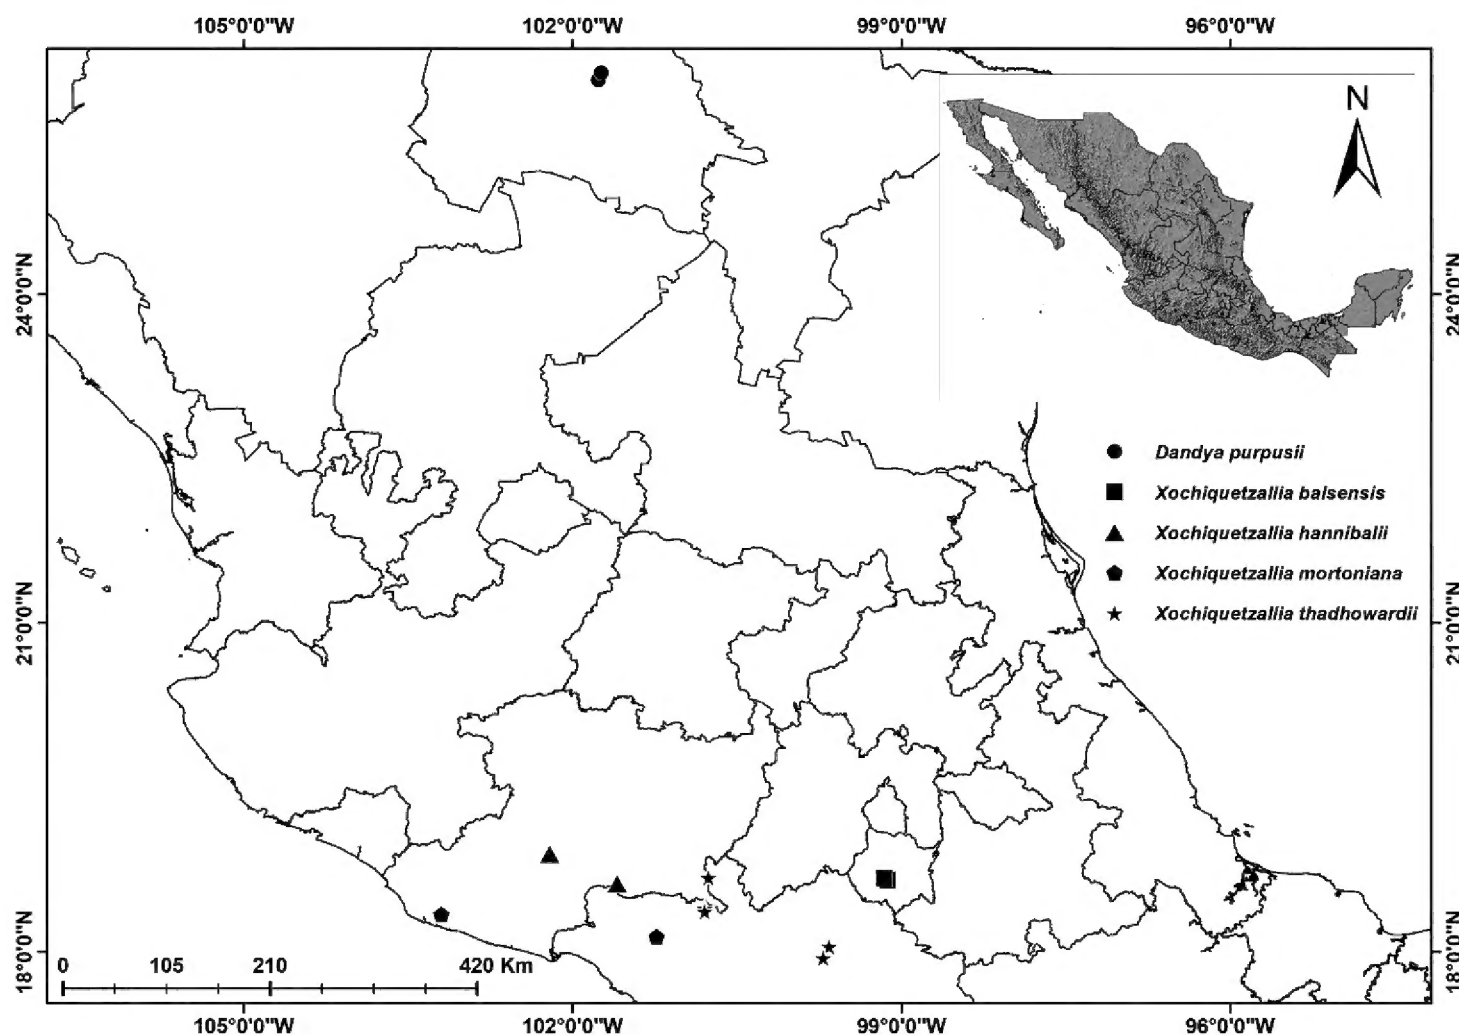 105°0'0"W 102°0'0"W 99°0'0"W 96°0'0"W
N
24°0'0"N 24°0'0"N
Dandya purpusii
Xochiquetzallia balsensis
Xochiquetzallia hannibalii
Xochiquetzallia mortoniana
Xochiquetzallia thadhowardii
21°0'0"N 21°0'0"N
18°0'0"N 18°0'0"N
0 105 210 420 Km
105°0'0"W 102°0'0"W 99°0'0"W 96°0'0"W